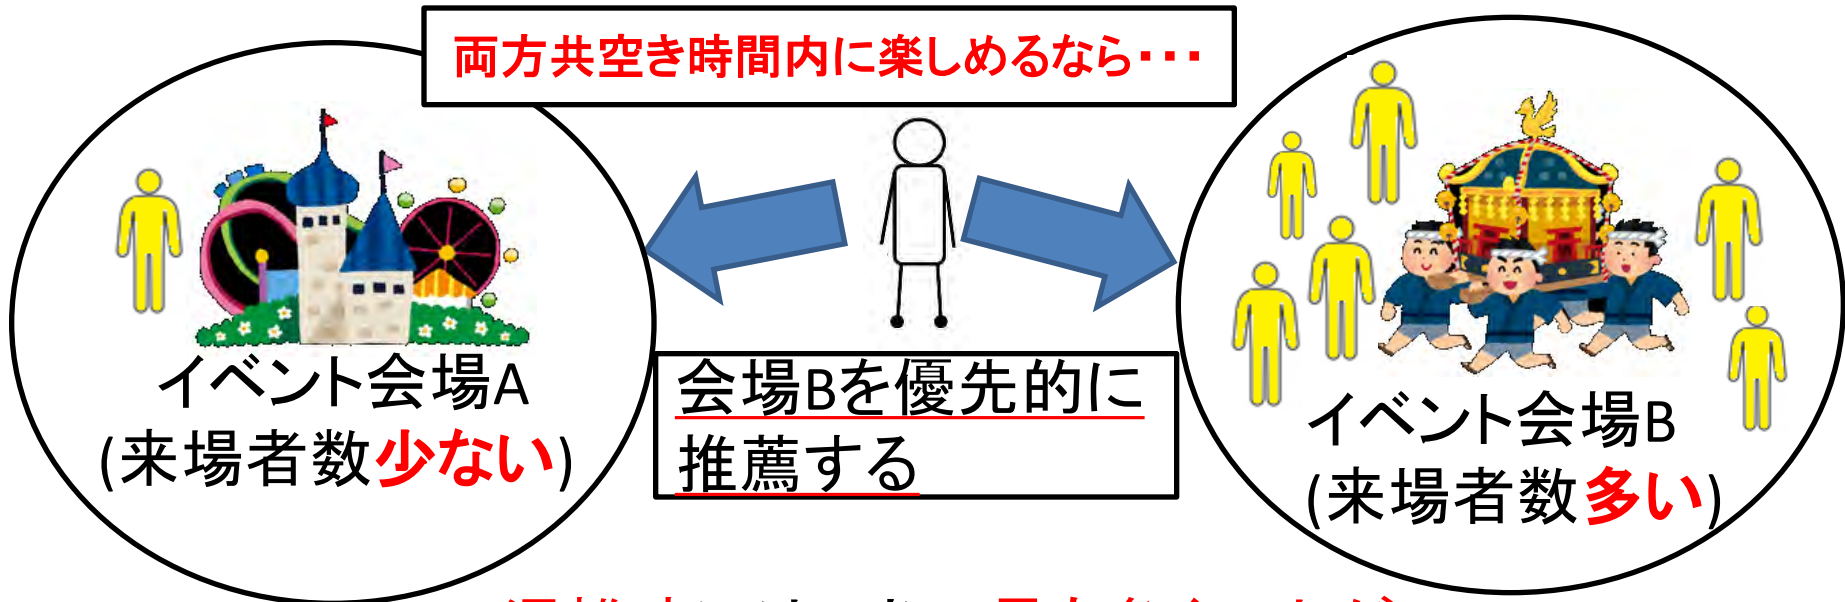 両方共空き時間内に楽しめるなら･･･
イベント会場A
(来場者数少ない)
会場Bを優先的に
推薦する
イベント会場B
(来場者数多い)